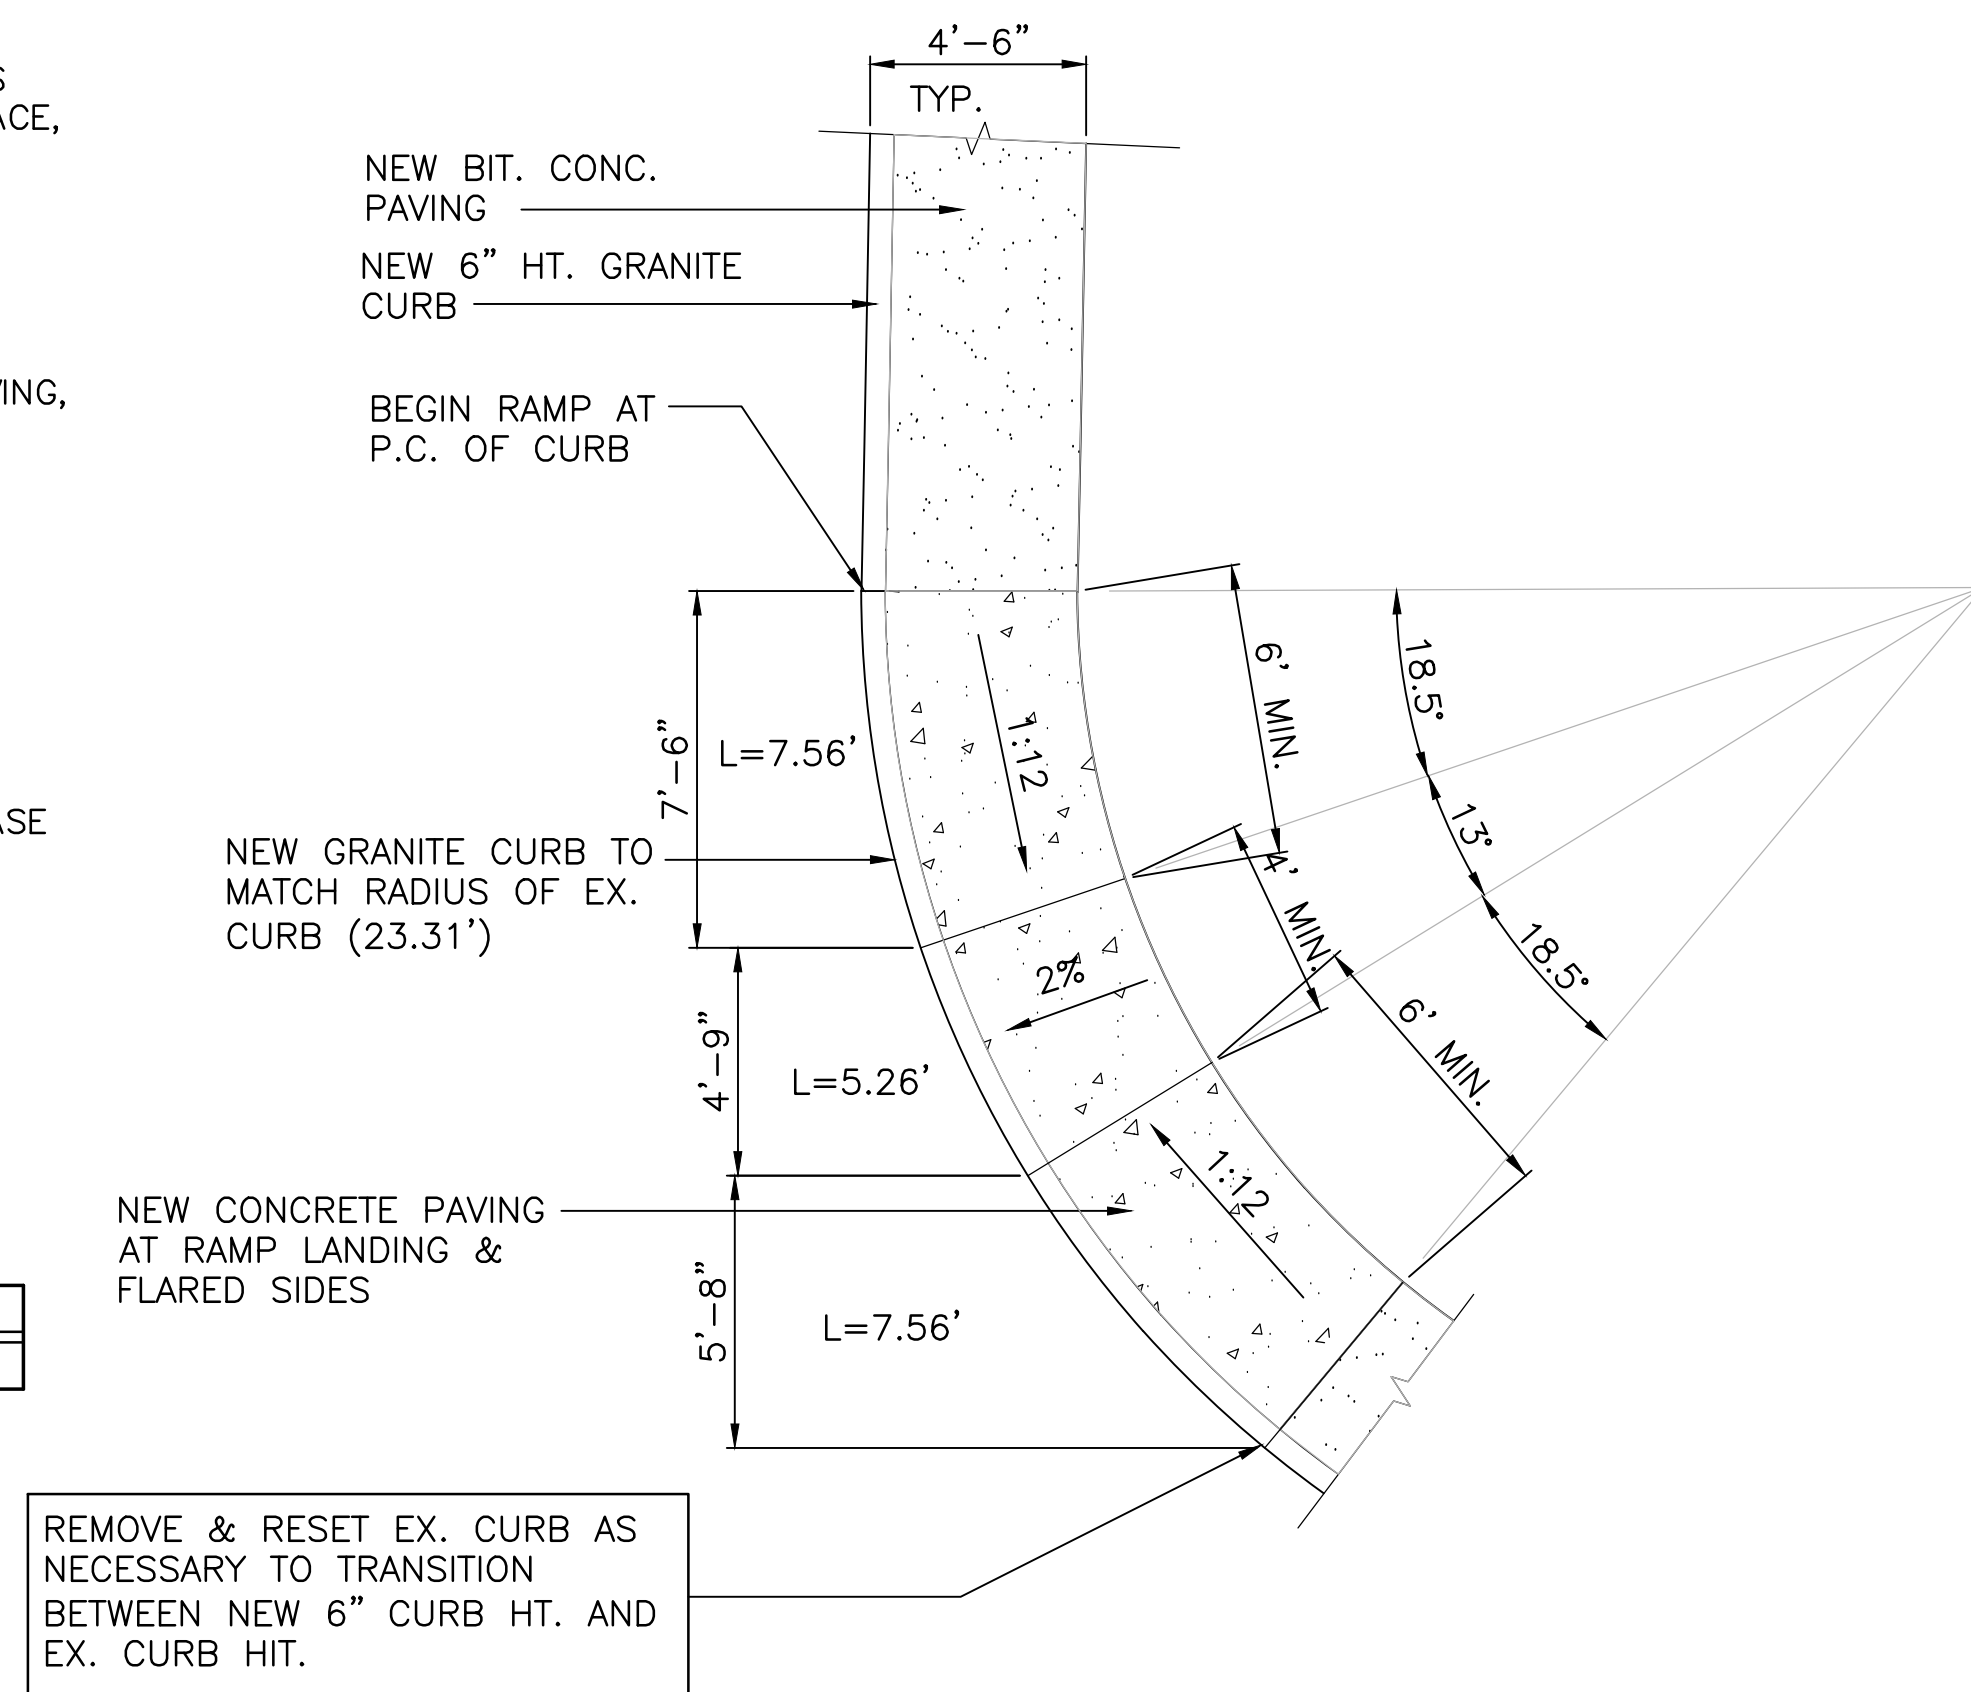 4'-6"
TYP.
ACE,
NEW BIT. CONC.
PAVING
NEW 6" HT. GRANITE
CURB
BEGIN RAMP AT
P.C. OF CURB
VING,
6' MIN.
18.5°
7'-6"
L=7.56'
1:12
ASE
NEW GRANITE CURB TO
MATCH RADIUS OF EX.
CURB (23.31')
4' MIN.
13°
2%
18.5°
6' MIN.
4'-9"
L=5.26'
1:12
NEW CONCRETE PAVING
AT RAMP LANDING &
FLARED SIDES
5'-8"
L=7.56'
REMOVE & RESET EX. CURB AS
NECESSARY TO TRANSITION
BETWEEN NEW 6" CURB HT. AND
EX. CURB HIT.